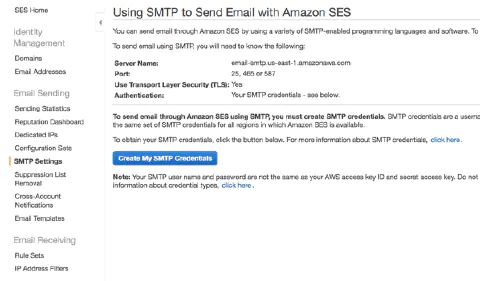 SES Home
Identity
Management
Domains
Email Addresses
Email Sending
Sending Statistics
Reputation Dashboard
Dedicated IPs
Configuration Sets
SMTP Settings
Suppression List
Removal
Cross-Account
Notifications
Email Templates
Email Receiving
Rule Sets
IP Address Filters
Using SMTP to Send Email with Amazon SES
You can send email through Amazon SES by using a variety of SMTP-enabled programming languages and software. To
To send email using SMTP, you will need to know the following:
Server Name: email-smtp.us-east-1.amazonaws.com
Port: 25, 465 or 587
Use Transport Layer Security (TLS): Yes
Authentication: Your SMTP credentials - see below.
To send email through Amazon SES using SMTP, you must create SMTP credentials. SMTP credentials are a userna
the same set of SMTP credentials for all regions in which Amazon SES is available.
To obtain your SMTP credentials, click the button below. For more information about SMTP credentials, click here.
Create My SMTP Credentials
Note: Your SMTP user name and password are not the same as your AWS access key ID and secret access key. Do not
information about credential types, click here.